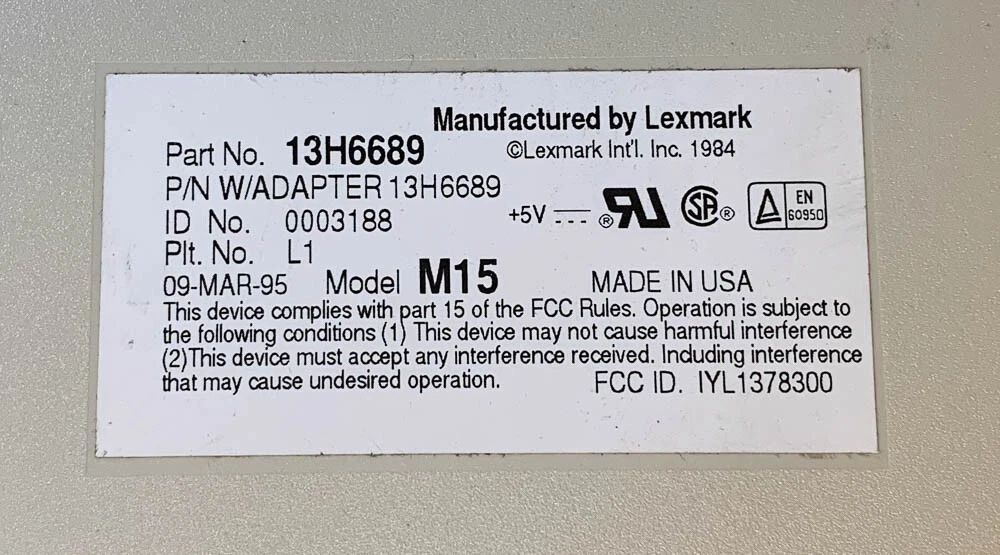 Manufactured by Lexmark
Part No. 13H6689 ©Lexmark Int'l. Inc. 1984
P/N W/ADAPTER 13H6689
ID No. 0003188 +5V ® SA ® EN 60950
Plt. No. L1
09-MAR-95 Model M15 MADE IN USA
This device complies with part 15 of the FCC Rules. Operation is subject to
the following conditions (1) This device may not cause harmful interference
(2)This device must accept any interference received. Including interference
that may cause undesired operation. FCC ID. IYL1378300